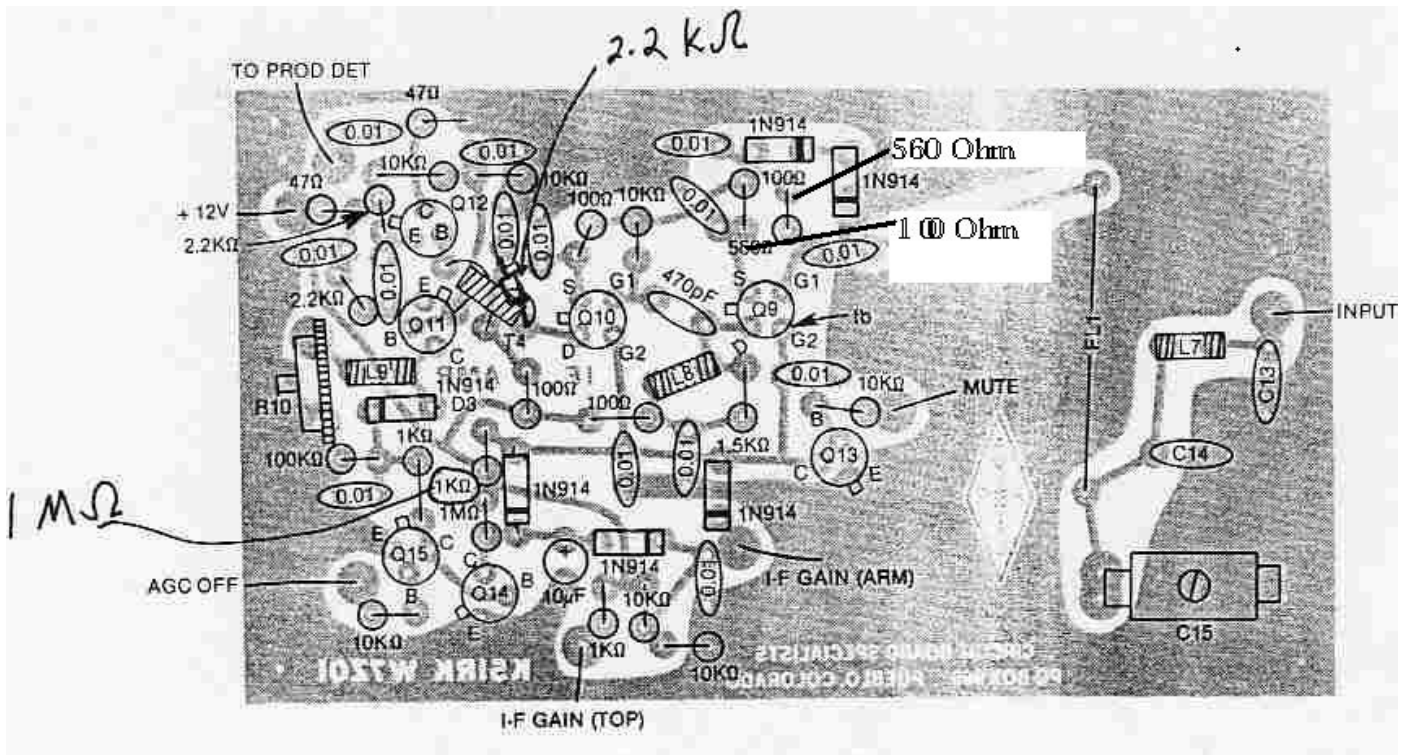 2.2 KΩ
TO PROD DET
47Ω
0.01
1N914
560 Ohm
10KΩ
0.01
0.01
47Ω
10KΩ
100Ω
10KΩ
0.01
100Ω
1N914
+ 12V
Q12
C
E
B
2.2KΩ
100 Ohm
560Ω
0.01
0.01
0.01
0.01
0.01
S
G1
470pF
S
G1
2.2KΩ
E
Q11
B
C
Q10
Q9
fb
INPUT
T4
D
G2
D
G2
FL1
L7
L9
L8
0.01
10KΩ
MUTE
C13
R10
1N914
D3
100Ω
100Ω
B
1KΩ
1.5KΩ
Q13
C
E
C14
100KΩ
0.01
0.01
0.01
1KΩ
1N914
1 MΩ
1MΩ
1N914
E
Q15
C
C
B
1N914
I-F GAIN (ARM)
AGC OFF
B
Q14
E
10µF
10KΩ
0.01
10KΩ
1KΩ
10KΩ
C15
KSIRK W7ZOI
CIRCUIT BOARD SPECIALISTS
PO BOX 969 PUEBLO, COLORADO
I-F GAIN (TOP)